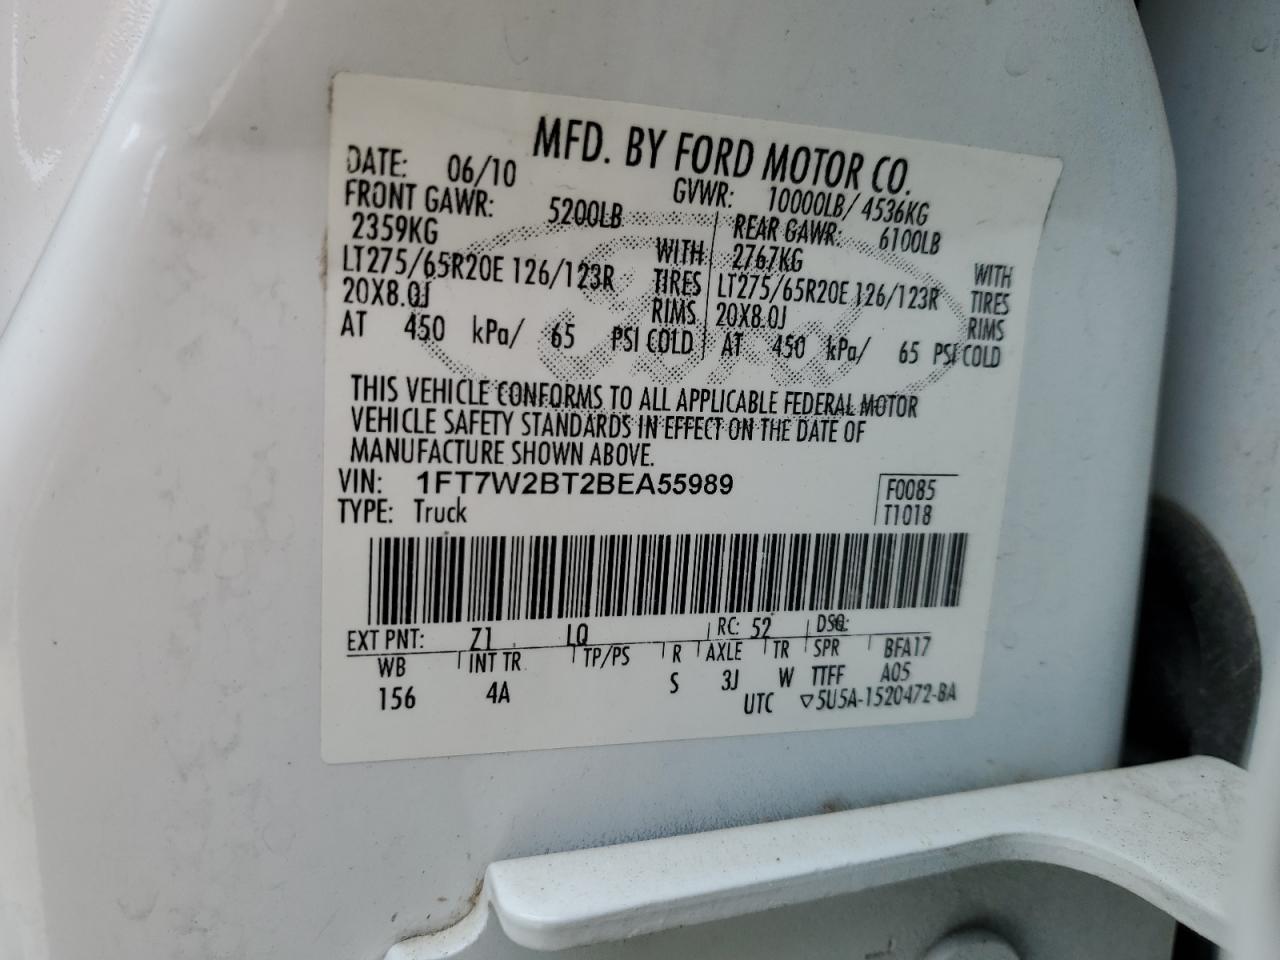 MFD. BY FORD MOTOR CO.
DATE: 06/10 GVWR: 10000LB/ 4536KG
FRONT GAWR: 5200LB REAR GAWR: 6100LB
2359KG WITH 2767KG WITH
LT275/65R20E 126/123R TIRES LT275/65R20E 126/123R TIRES
20X8.0J RIMS 20X8.0J RIMS
AT 450 kPa/ 65 PSI COLD AT 450 kPa/ 65 PSI COLD
THIS VEHICLE CONFORMS TO ALL APPLICABLE FEDERAL MOTOR
VEHICLE SAFETY STANDARDS IN EFFECT ON THE DATE OF
MANUFACTURE SHOWN ABOVE.
VIN: 1FT7W2BT2BEA55989 F0085
TYPE: Truck T1018
EXT PNT: Z1 LQ RC: 52 DSO:
WB INT TR TP/PS R AXLE TR SPR BFA17
156 4A S 3J W TTFF A05
UTC ▽5U5A-1520472-BA